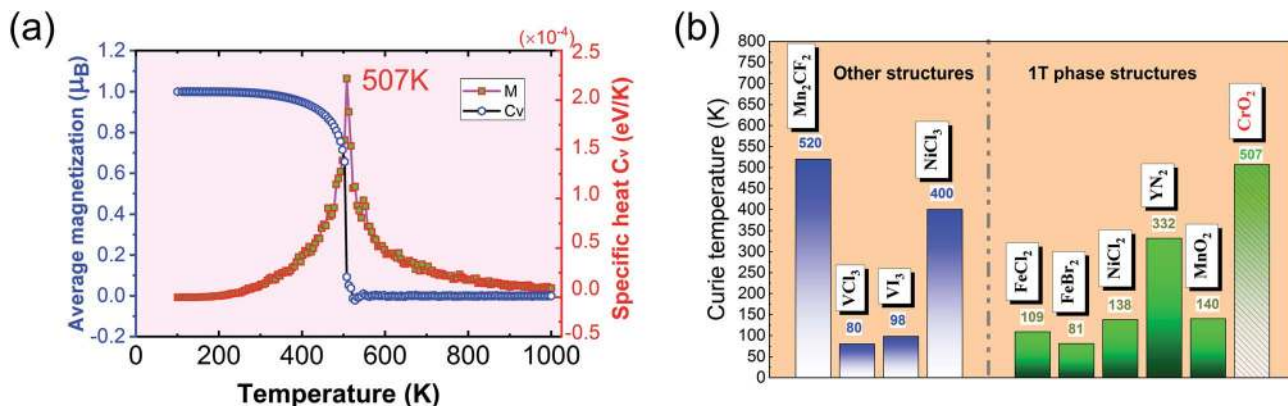 (a)
(×10⁻⁴)
Average magnetization (μB)
1.2
1.0
0.8
0.6
0.4
0.2
0.0
-0.2
507K
M
Cv
2.5
2.0
1.5
1.0
0.5
0.0
-0.5
Specific heat Cv (eV/K)
0
200
400
600
800
1000
Temperature (K)
(b)
Curie temperature (K)
800
750
700
650
600
550
500
450
400
350
300
250
200
150
100
50
0
Other structures
1T phase structures
Mn₂CF₂
520
VCl₃
80
VI₃
98
NiCl₃
400
FeCl₂
109
FeBr₂
81
NiCl₂
138
YN₂
332
MnO₂
140
CrO₂
507